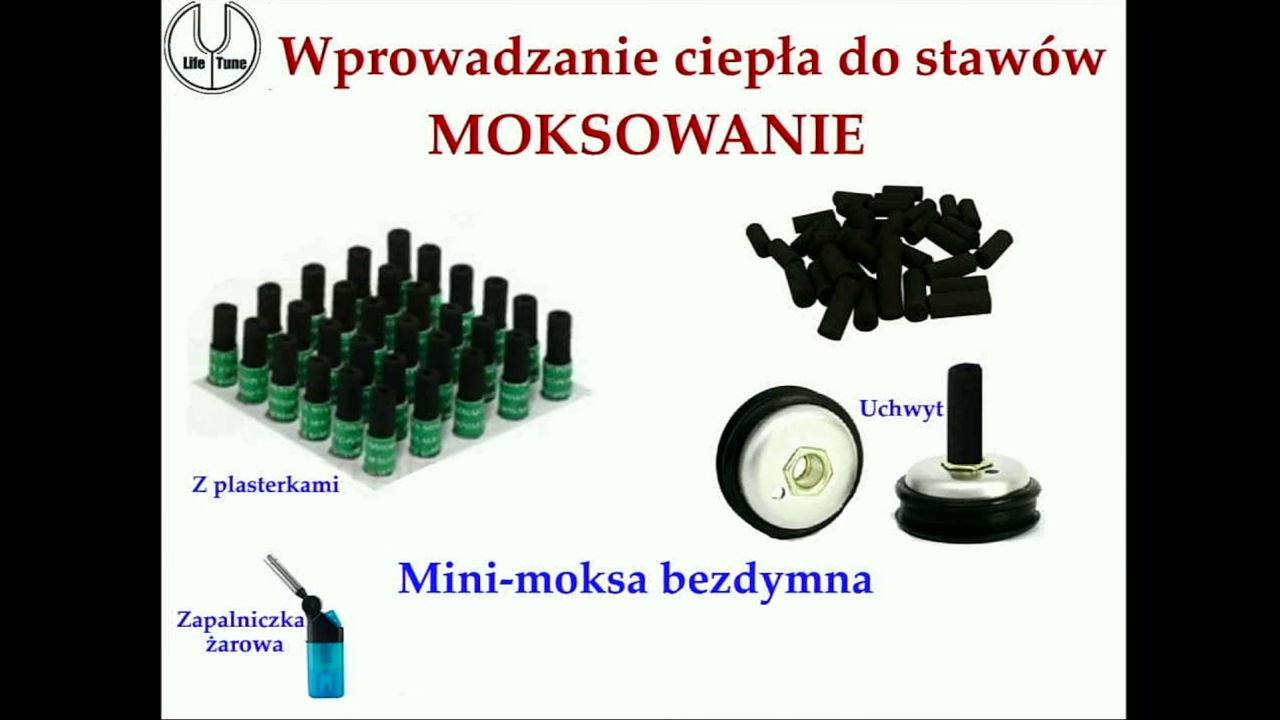 Life Tune
Wprowadzanie ciepła do stawów
MOKSOWANIE
Uchwyt
Z plasterkami
Mini-moksa bezdymna
Zapalniczka
żarowa